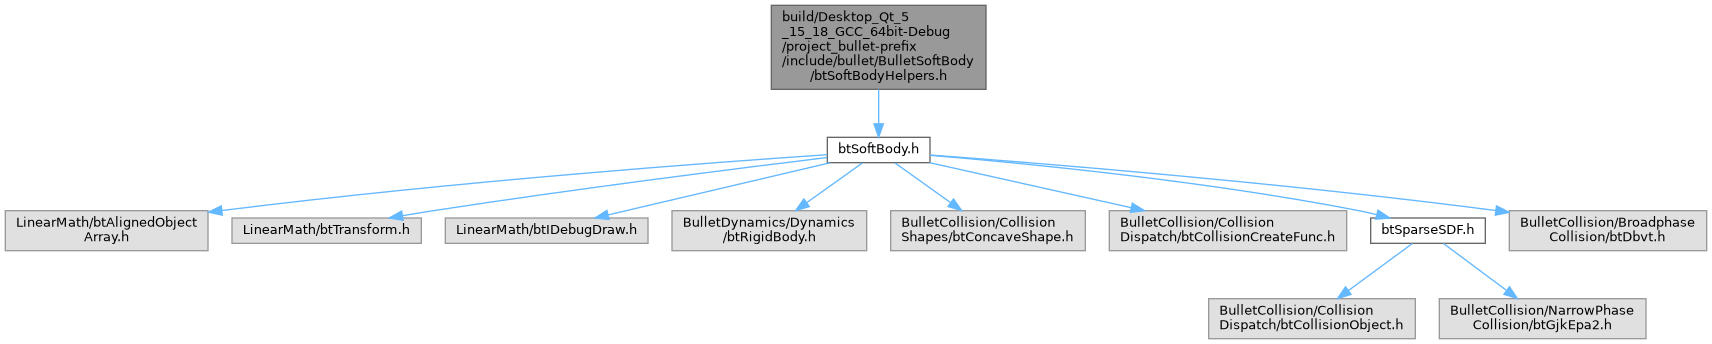 build/Desktop_Qt_5
_15_18_GCC_64bit-Debug
/project_bullet-prefix
/include/bullet/BulletSoftBody
/btSoftBodyHelpers.h
btSoftBody.h
LinearMath/btAlignedObject
Array.h
LinearMath/btTransform.h
LinearMath/btIDebugDraw.h
BulletDynamics/Dynamics
/btRigidBody.h
BulletCollision/Collision
Shapes/btConcaveShape.h
BulletCollision/Collision
Dispatch/btCollisionCreateFunc.h
btSparseSDF.h
BulletCollision/Broadphase
Collision/btDbvt.h
BulletCollision/Collision
Dispatch/btCollisionObject.h
BulletCollision/NarrowPhase
Collision/btGjkEpa2.h